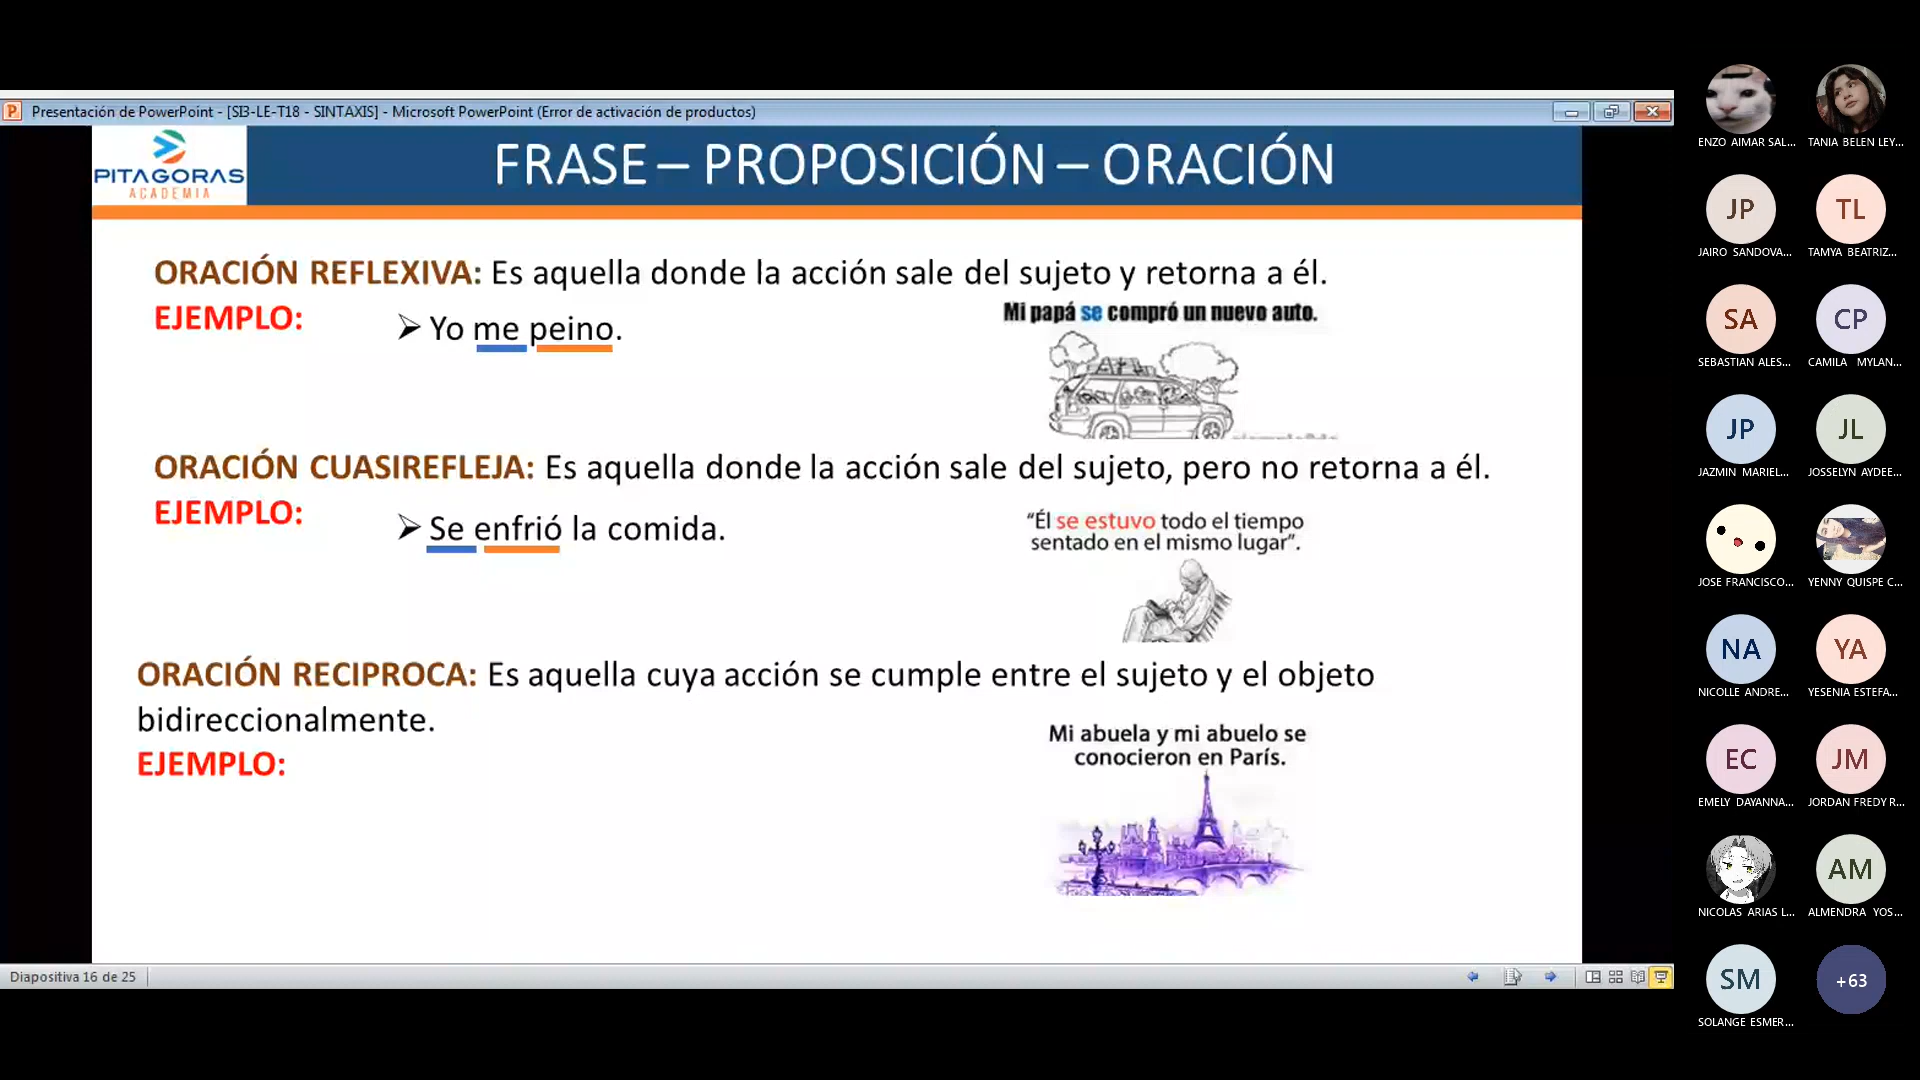 Presentación de PowerPoint - [SI3-LE-T18 - SINTAXIS] - Microsoft PowerPoint (Error de activación de productos)
PITAGORAS
ACADEMIA
FRASE – PROPOSICIÓN – ORACIÓN
ORACIÓN REFLEXIVA: Es aquella donde la acción sale del sujeto y retorna a él.
EJEMPLO:
➢ Yo me peino.
Mi papá se compró un nuevo auto.
ORACIÓN CUASIREFLEJA: Es aquella donde la acción sale del sujeto, pero no retorna a él.
EJEMPLO:
➢ Se enfrió la comida.
“Él se estuvo todo el tiempo
sentado en el mismo lugar”.
ORACIÓN RECIPROCA: Es aquella cuya acción se cumple entre el sujeto y el objeto
bidireccionalmente.
EJEMPLO:
Mi abuela y mi abuelo se
conocieron en París.
Diapositiva 16 de 25
ENZO AIMAR SAL...
TANIA BELEN LEY...
JP
TL
JAIRO SANDOVA...
TAMYA BEATRIZ...
SA
CP
SEBASTIAN ALES...
CAMILA MYLAN...
JP
JL
JAZMIN MARIEL...
JOSSELYN AYDEE...
JOSE FRANCISCO...
YENNY QUISPE C...
NA
YA
NICOLLE ANDRE...
YESENIA ESTEFA...
EC
JM
EMELY DAYANNA...
JORDAN FREDY R...
AM
NICOLAS ARIAS L...
ALMENDRA YOS...
SM
+63
SOLANGE ESMER...